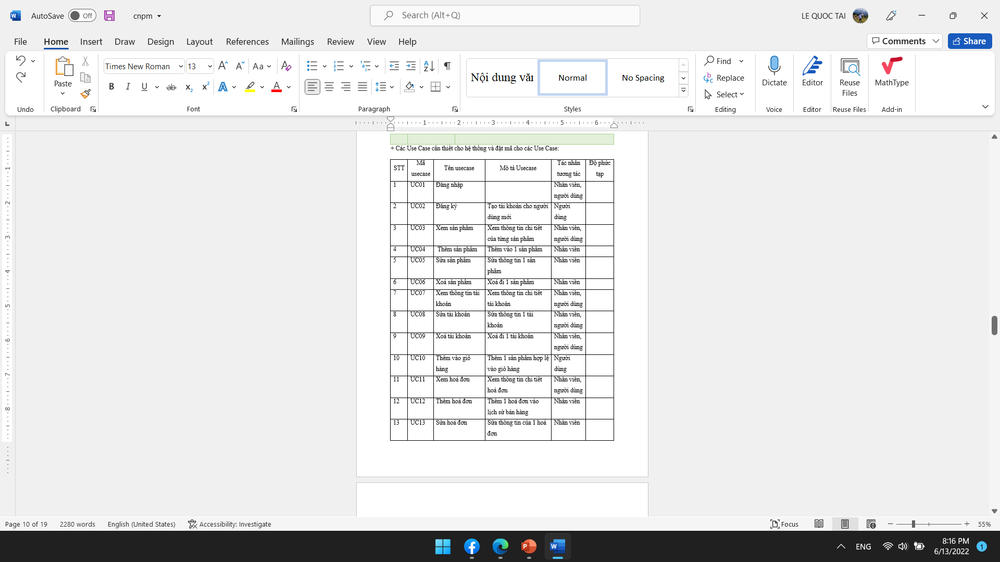 AutoSave Off cnpm Search (Alt+Q) LE QUOC TAI
File Home Insert Draw Design Layout References Mailings Review View Help Comments Share
Times New Roman 13
Paste
Undo Clipboard Font Paragraph
Nội dung văn Normal No Spacing
Styles
Find
Replace
Select
Editing
Dictate
Voice
Editor
Editor
Reuse Files
Reuse Files
MathType
Add-in
1 2 3 4 5 6
+ Các Use Case cần thiết cho hệ thống và đặt mã cho các Use Case:
STT Mã usecase Tên usecase Mô tả Usecase Tác nhân tương tác Độ phức tạp
1 UC01 Đăng nhập Nhân viên, người dùng
2 UC02 Đăng ký Tạo tài khoản cho người dùng mới Người dùng
3 UC03 Xem sản phẩm Xem thông tin chi tiết của từng sản phẩm Nhân viên, người dùng
4 UC04 Thêm sản phẩm Thêm vào 1 sản phẩm Nhân viên
5 UC05 Sửa sản phẩm Sửa thông tin 1 sản phẩm Nhân viên
6 UC06 Xoá sản phẩm Xoá đi 1 sản phẩm Nhân viên
7 UC07 Xem thông tin tài khoản Xem thông tin chi tiết tài khoản Nhân viên, người dùng
8 UC08 Sửa tài khoản Sửa thông tin 1 tài khoản Nhân viên, người dùng
9 UC09 Xoá tài khoản Xoá đi 1 tài khoản Nhân viên, người dùng
10 UC10 Thêm vào giỏ hàng Thêm 1 sản phẩm hợp lệ vào giỏ hàng Người dùng
11 UC11 Xem hoá đơn Xem thông tin chi tiết hoá đơn Nhân viên, người dùng
12 UC12 Thêm hoá đơn Thêm 1 hoá đơn vào lịch sử bán hàng Nhân viên
13 UC13 Sửa hoá đơn Sửa thông tin của 1 hoá đơn Nhân viên
1 2 3 4 5 6 7 8
Page 10 of 19 2280 words English (United States) Accessibility: Investigate Focus 55%
ENG 8:16 PM
6/13/2022 1